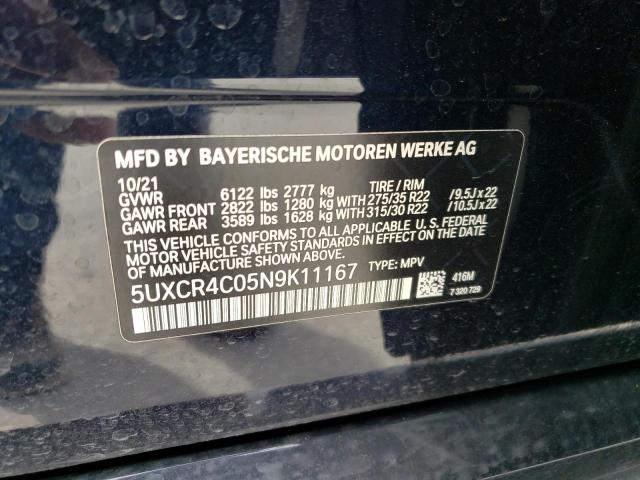 MFD BY BAYERISCHE MOTOREN WERKE AG
10/21 TIRE / RIM
GVWR 6122 lbs 2777 kg
GAWR FRONT 2822 lbs 1280 kg WITH 275/35 R22 / 9.5J x 22
GAWR REAR 3589 lbs 1628 kg WITH 315/30 R22 / 10.5J x 22
THIS VEHICLE CONFORMS TO ALL APPLICABLE U. S. FEDERAL
MOTOR VEHICLE SAFETY STANDARDS IN EFFECT ON THE
DATE OF MANUFACTURE SHOWN ABOVE.
5UXCR4C05N9K11167 TYPE: MPV
416M
7 320 729